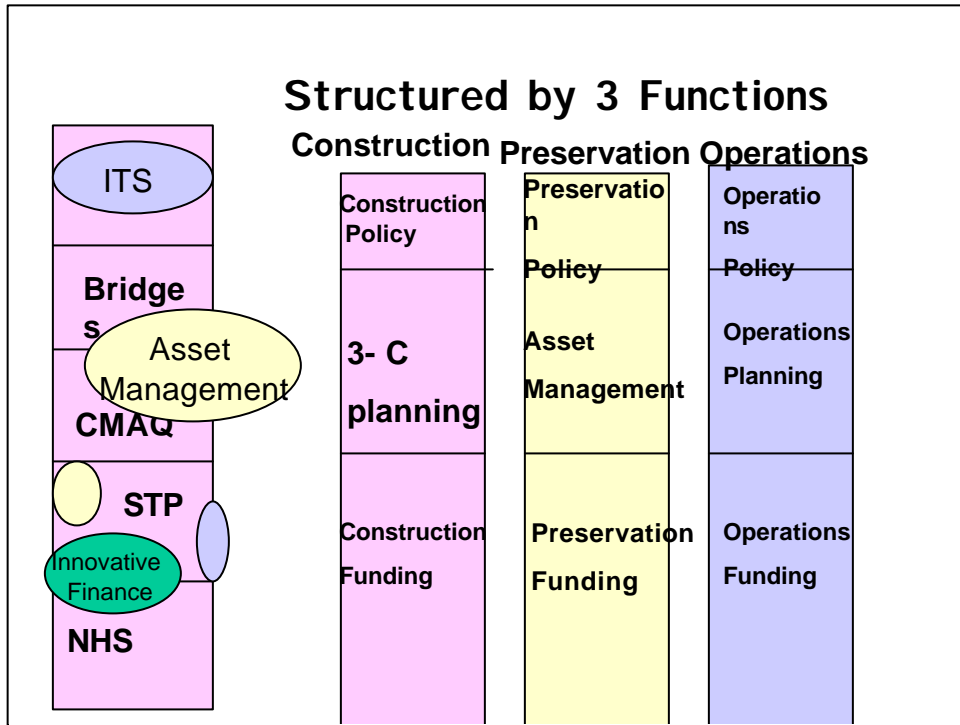 Structured by 3 Functions
Construction
Preservation
Operations
ITS
Bridge
s
Asset
Management
CMAQ
STP
Innovative
Finance
NHS
Construction
Policy
3- C
planning
Construction
Funding
Preservatio
n
Policy
Asset
Management
Preservation
Funding
Operatio
ns
Policy
Operations
Planning
Operations
Funding